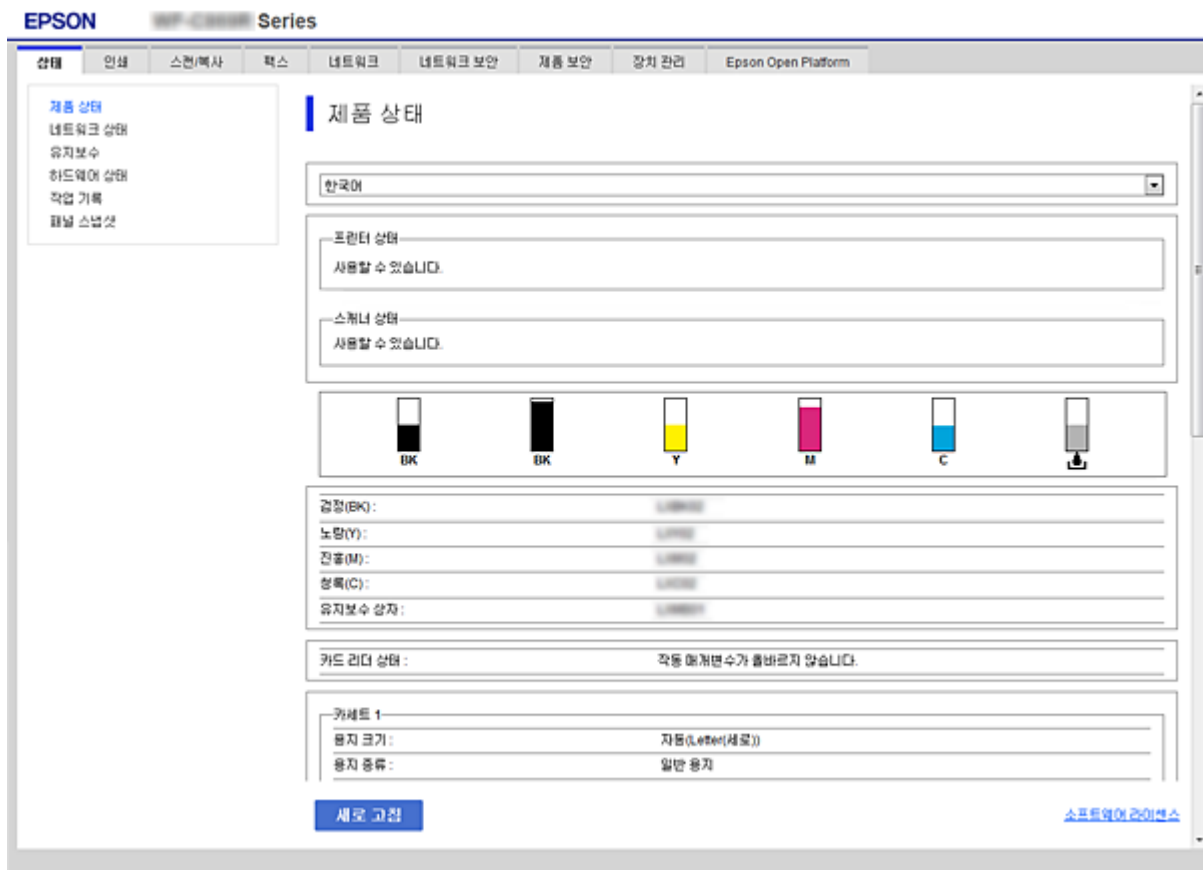 EPSON Series
상태 인쇄 스캔/복사 팩스 네트워크 네트워크 보안 제품 보안 장치 관리 Epson Open Platform
제품 상태
네트워크 상태
유지보수
하드웨어 상태
작업 기록
패널 스냅샷
제품 상태
한국어
프린터 상태
사용할 수 있습니다.
스캐너 상태
사용할 수 있습니다.
BK BK Y M C
검정(BK) :
노랑(Y) :
진홍(M) :
청록(C) :
유지보수 상자 :
카드 리더 상태 : 작동 매개변수가 올바르지 않습니다.
카세트 1
용지 크기 : 자동(Letter(세로))
용지 종류 : 일반 용지
새로 고침 소프트웨어 라이센스